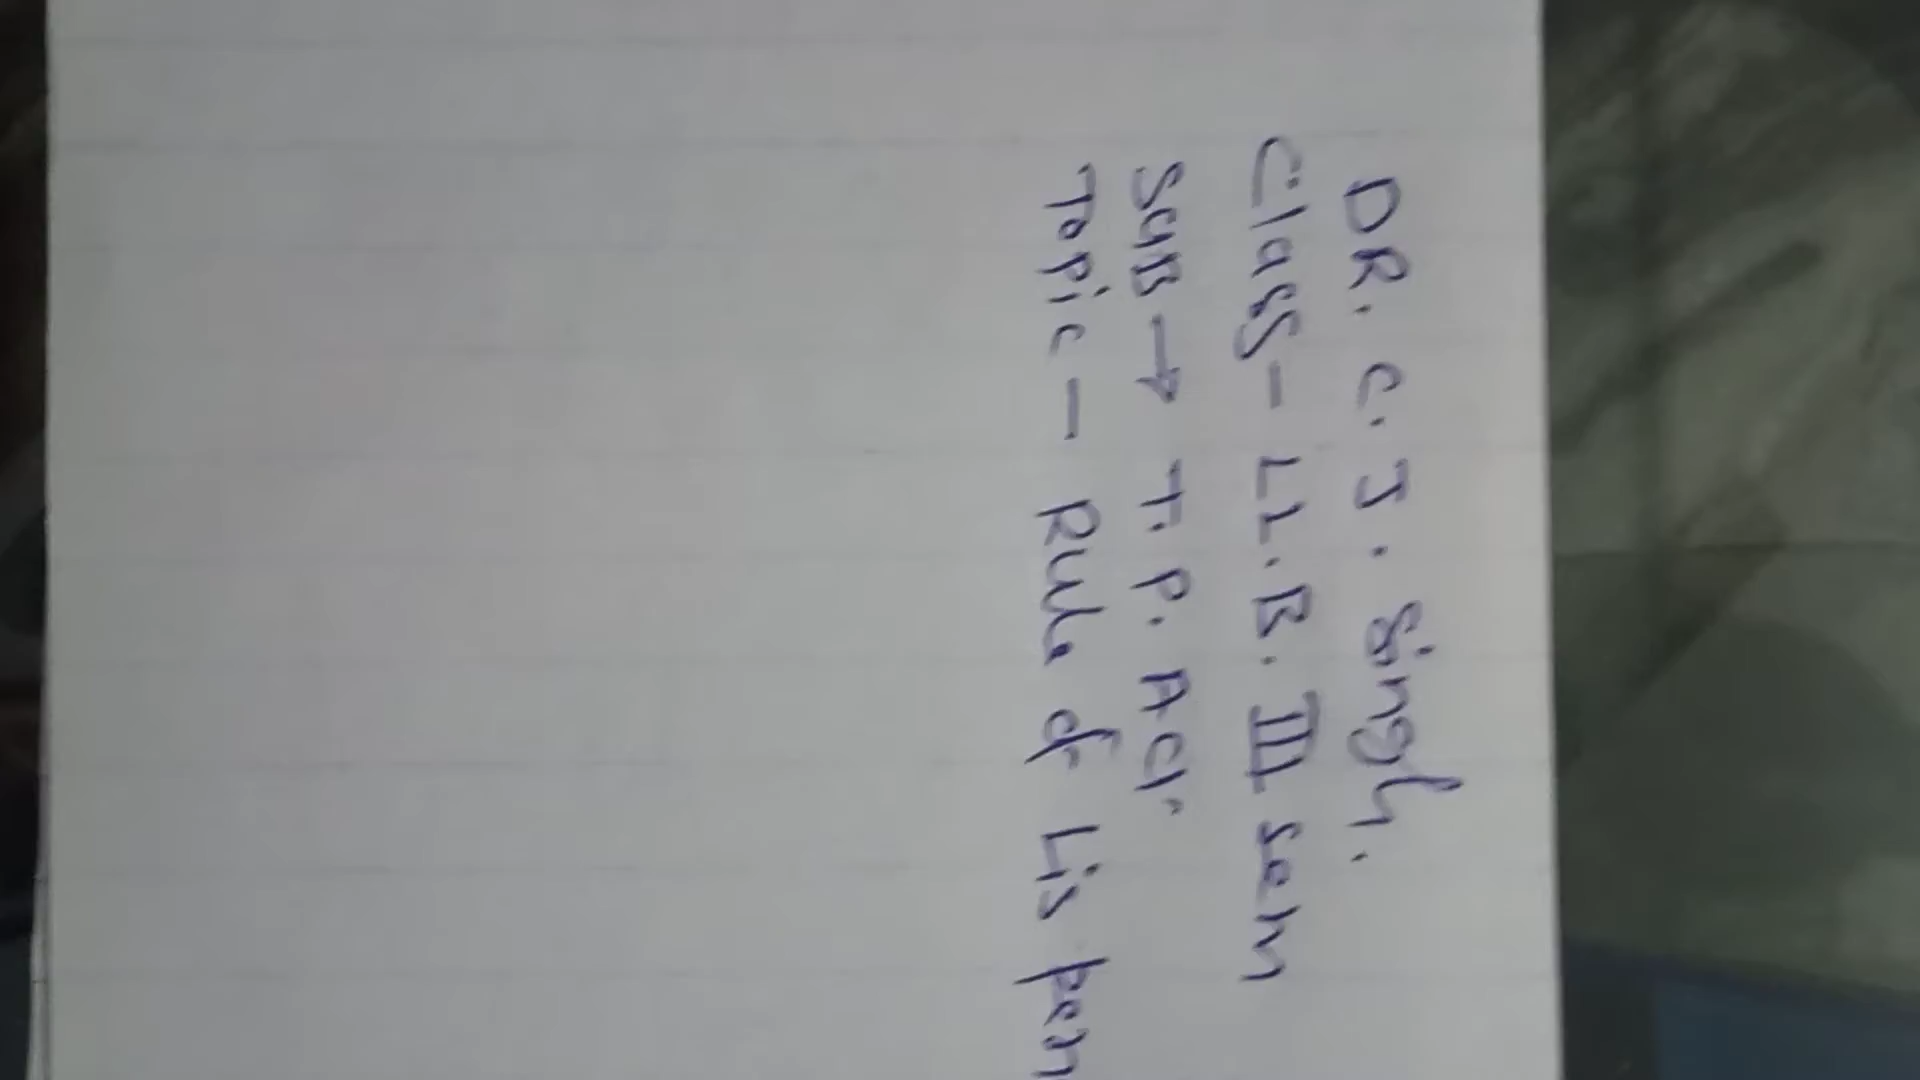 DR. C. J. Singh.
Class- LL.B. III sem
SUB → T. P. ACT
Topic - Rule of Lis pen